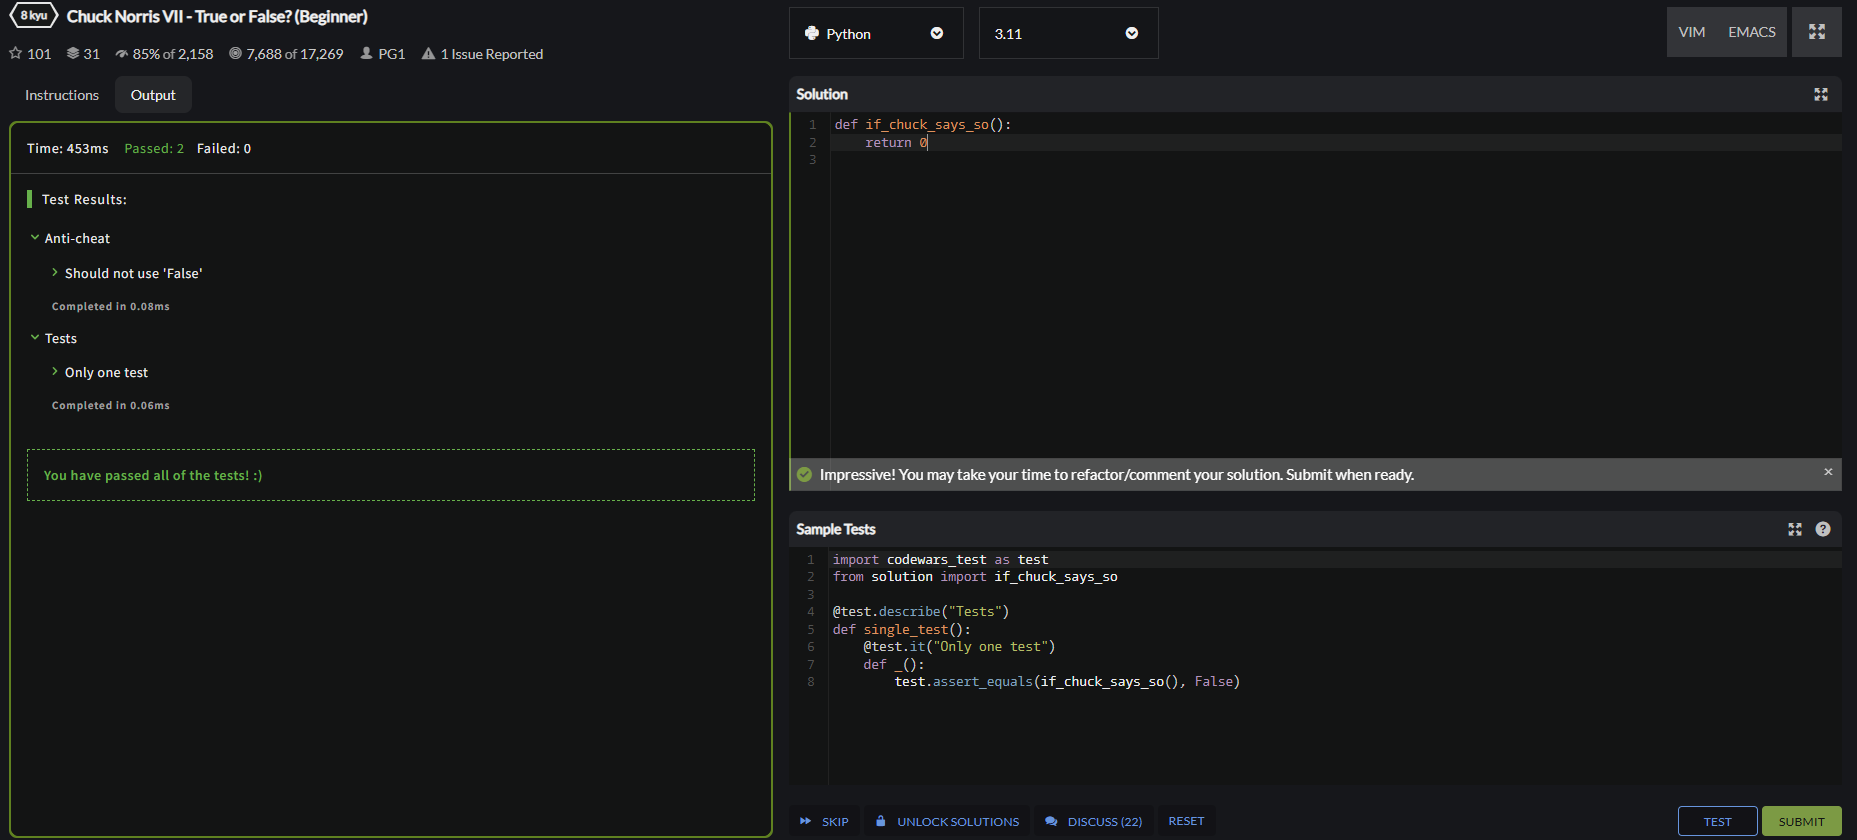 8 kyu Chuck Norris VII - True or False? (Beginner)
101 31 85% of 2,158 7,688 of 17,269 PG1 1 Issue Reported
Instructions Output
Time: 453ms Passed: 2 Failed: 0
Test Results:
Anti-cheat
Should not use 'False'
Completed in 0.08ms
Tests
Only one test
Completed in 0.06ms
You have passed all of the tests! :)
Python 3.11 VIM EMACS
Solution
1 def if_chuck_says_so():
2     return 0
3
Impressive! You may take your time to refactor/comment your solution. Submit when ready. ×
Sample Tests ?
1 import codewars_test as test
2 from solution import if_chuck_says_so
3
4 @test.describe("Tests")
5 def single_test():
6     @test.it("Only one test")
7     def _():
8         test.assert_equals(if_chuck_says_so(), False)
SKIP UNLOCK SOLUTIONS DISCUSS (22) RESET TEST SUBMIT